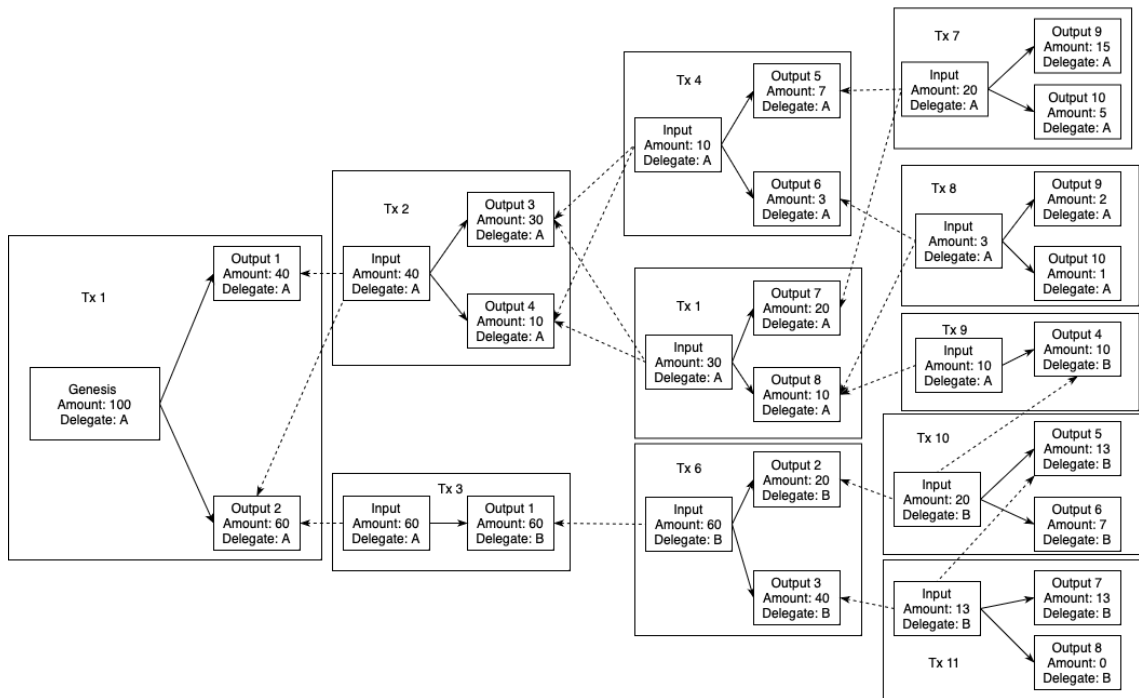 Tx 1
Genesis
Amount: 100
Delegate: A
Output 1
Amount: 40
Delegate: A
Output 2
Amount: 60
Delegate: A
Tx 2
Input
Amount: 40
Delegate: A
Output 3
Amount: 30
Delegate: A
Output 4
Amount: 10
Delegate: A
Tx 3
Input
Amount: 60
Delegate: A
Output 1
Amount: 60
Delegate: B
Tx 4
Input
Amount: 10
Delegate: A
Output 5
Amount: 7
Delegate: A
Output 6
Amount: 3
Delegate: A
Tx 1
Input
Amount: 30
Delegate: A
Output 7
Amount: 20
Delegate: A
Output 8
Amount: 10
Delegate: A
Tx 6
Input
Amount: 60
Delegate: B
Output 2
Amount: 20
Delegate: B
Output 3
Amount: 40
Delegate: B
Tx 7
Input
Amount: 20
Delegate: A
Output 9
Amount: 15
Delegate: A
Output 10
Amount: 5
Delegate: A
Tx 8
Input
Amount: 3
Delegate: A
Output 9
Amount: 2
Delegate: A
Output 10
Amount: 1
Delegate: A
Tx 9
Input
Amount: 10
Delegate: A
Output 4
Amount: 10
Delegate: B
Tx 10
Input
Amount: 20
Delegate: B
Output 5
Amount: 13
Delegate: B
Output 6
Amount: 7
Delegate: B
Tx 11
Input
Amount: 13
Delegate: B
Output 7
Amount: 13
Delegate: B
Output 8
Amount: 0
Delegate: B